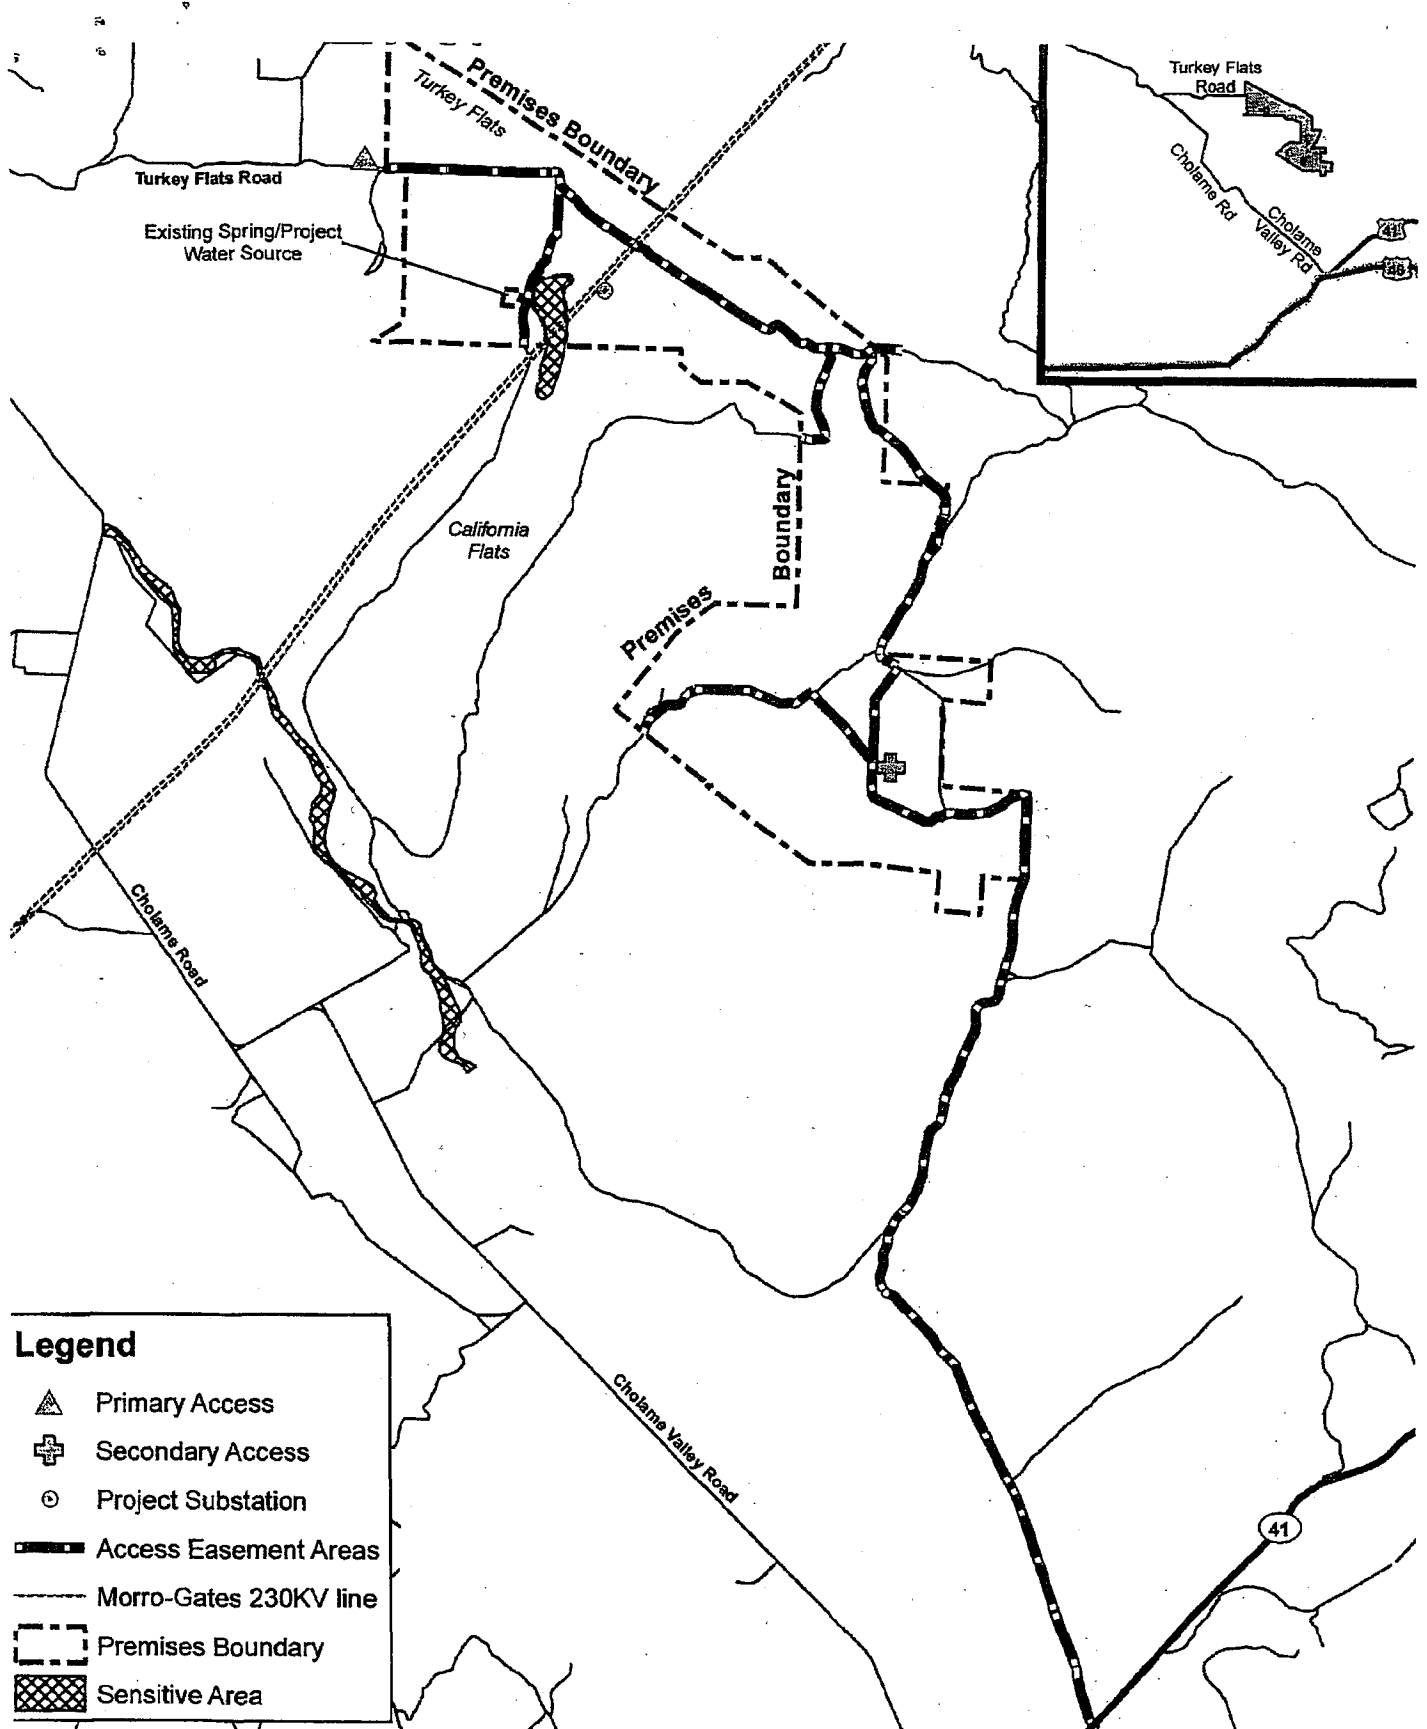 Premises Boundary
Turkey Flats
Turkey Flats Road
Existing Spring/Project
Water Source
Turkey Flats
Road
Cholame Rd
Cholame
Valley Rd
41
46
California
Flats
Boundary
Premises
Cholame Road
Cholame Valley Road
41
Legend
Primary Access
Secondary Access
Project Substation
Access Easement Areas
Morro-Gates 230KV line
Premises Boundary
Sensitive Area